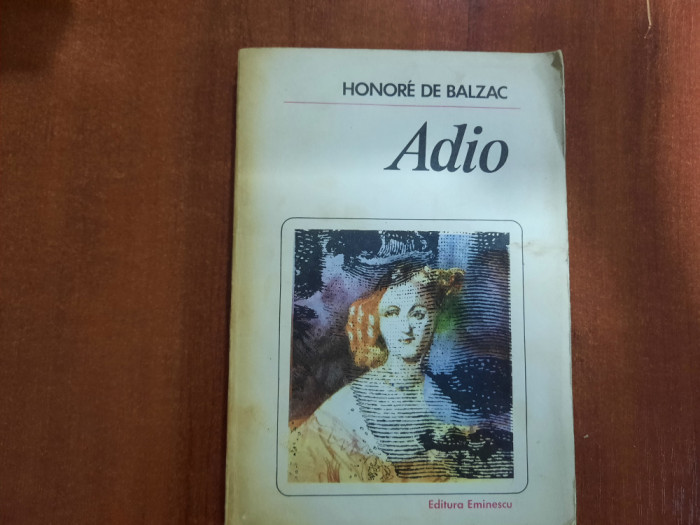 HONORÉ DE BALZAC
Adio
Editura Eminescu